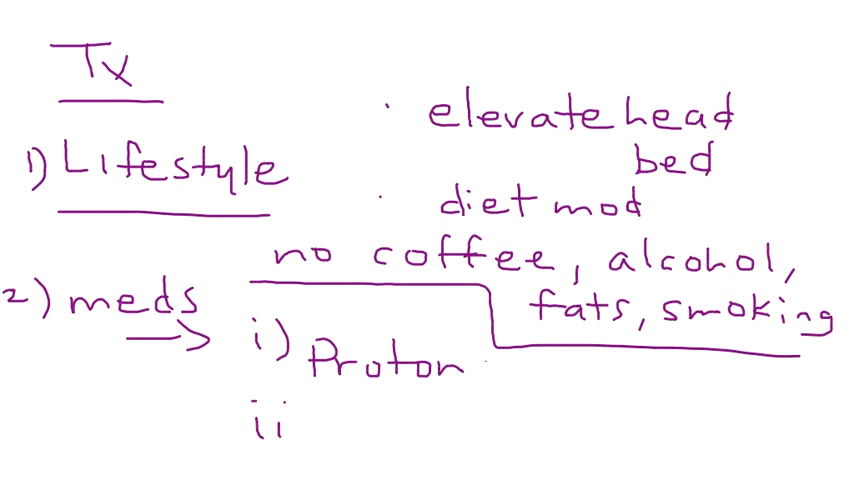 Tx
1) Lifestyle
· elevate head
bed
· diet mod
no coffee, alcohol,
fats, smoking
2) meds →
i) Proton
ii